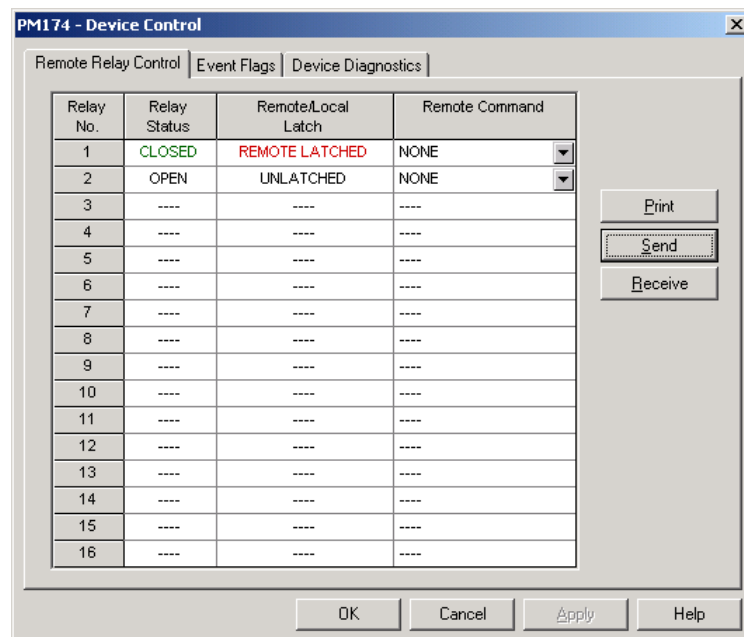 PM174 - Device Control
Remote Relay Control Event Flags Device Diagnostics
Relay No. Relay Status Remote/Local Latch Remote Command
1 CLOSED REMOTE LATCHED NONE
2 OPEN UNLATCHED NONE
3 ---- ---- ----
4 ---- ---- ----
5 ---- ---- ----
6 ---- ---- ----
7 ---- ---- ----
8 ---- ---- ----
9 ---- ---- ----
10 ---- ---- ----
11 ---- ---- ----
12 ---- ---- ----
13 ---- ---- ----
14 ---- ---- ----
15 ---- ---- ----
16 ---- ---- ----
Print
Send
Receive
OK Cancel Apply Help